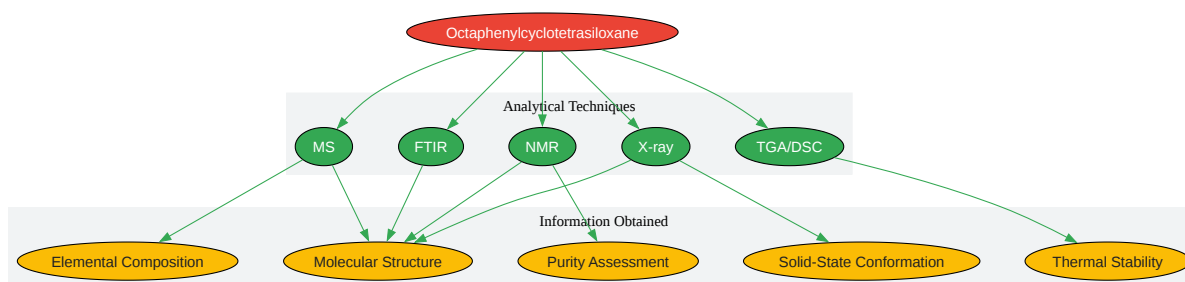 Octaphenylcyclotetrasiloxane
Analytical Techniques
MS
FTIR
NMR
X-ray
TGA/DSC
Information Obtained
Elemental Composition
Molecular Structure
Purity Assessment
Solid-State Conformation
Thermal Stability